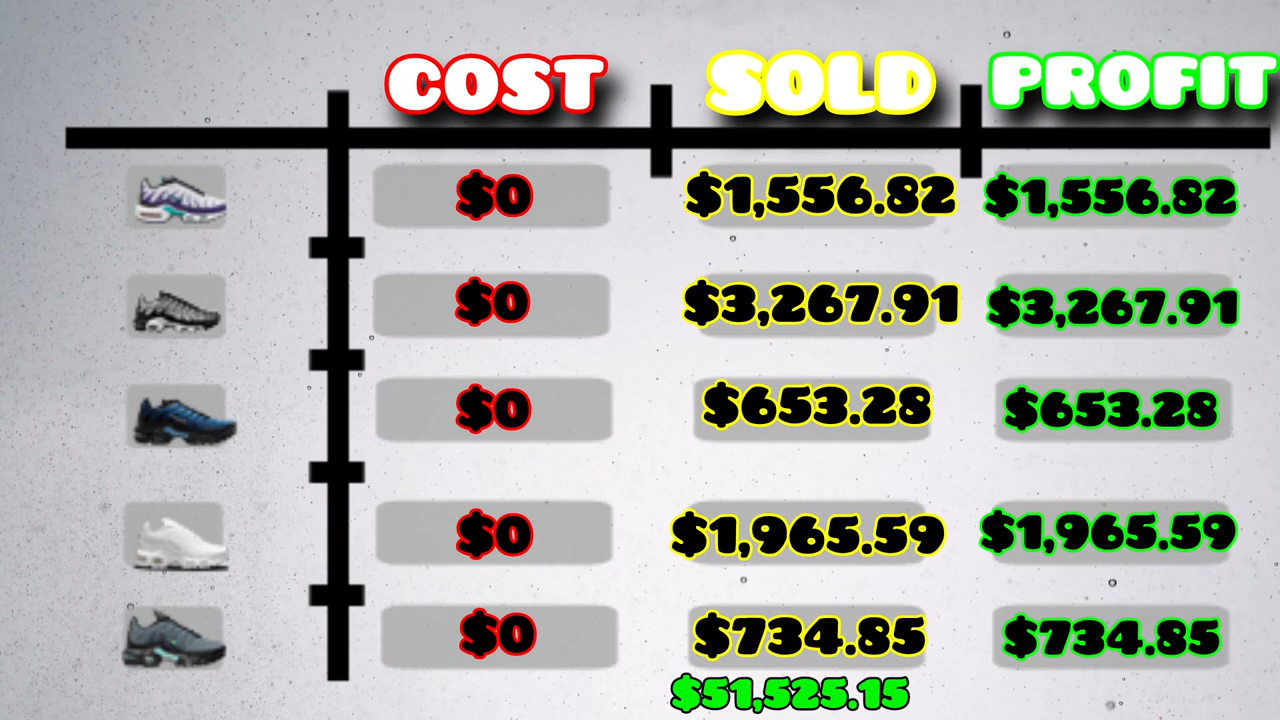 COST SOLD PROFIT
$0 $1,556.82 $1,556.82
$0 $3,267.91 $3,267.91
$0 $653.28 $653.28
$0 $1,965.59 $1,965.59
$0 $734.85 $734.85
$51,525.15